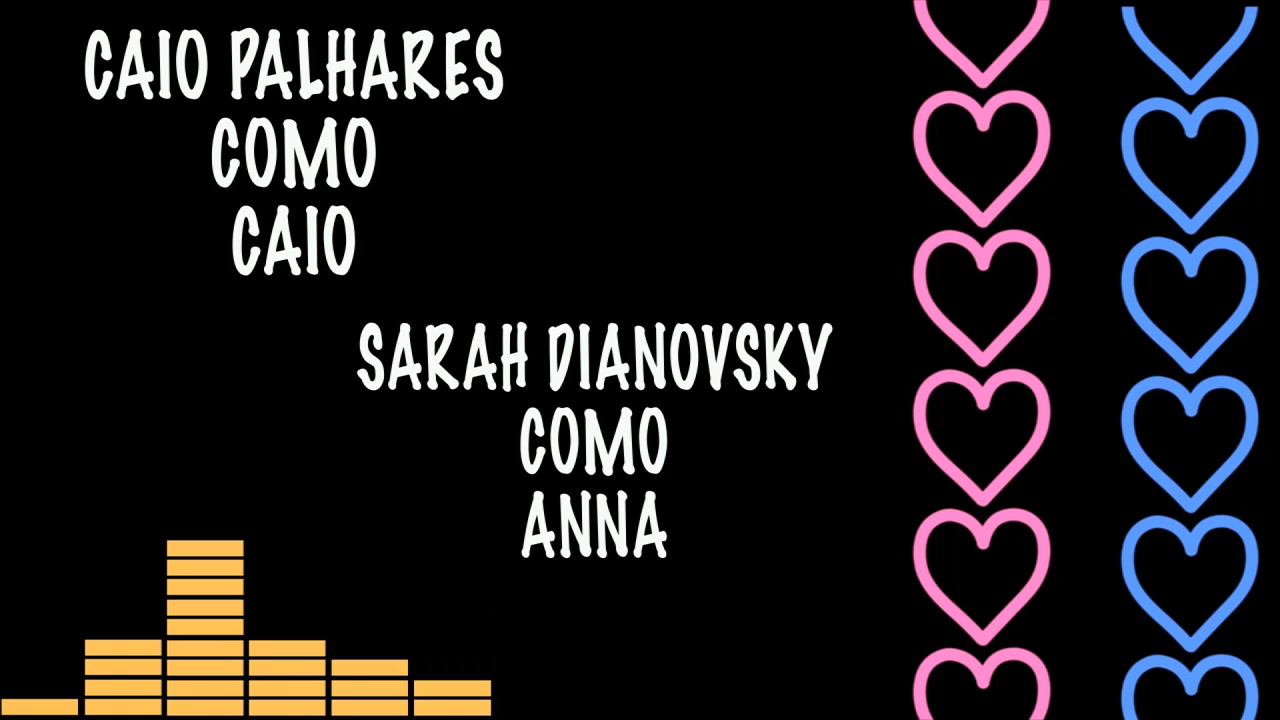 CAIO PALHARES
COMO
CAIO
SARAH DIANOVSKY
COMO
ANNA